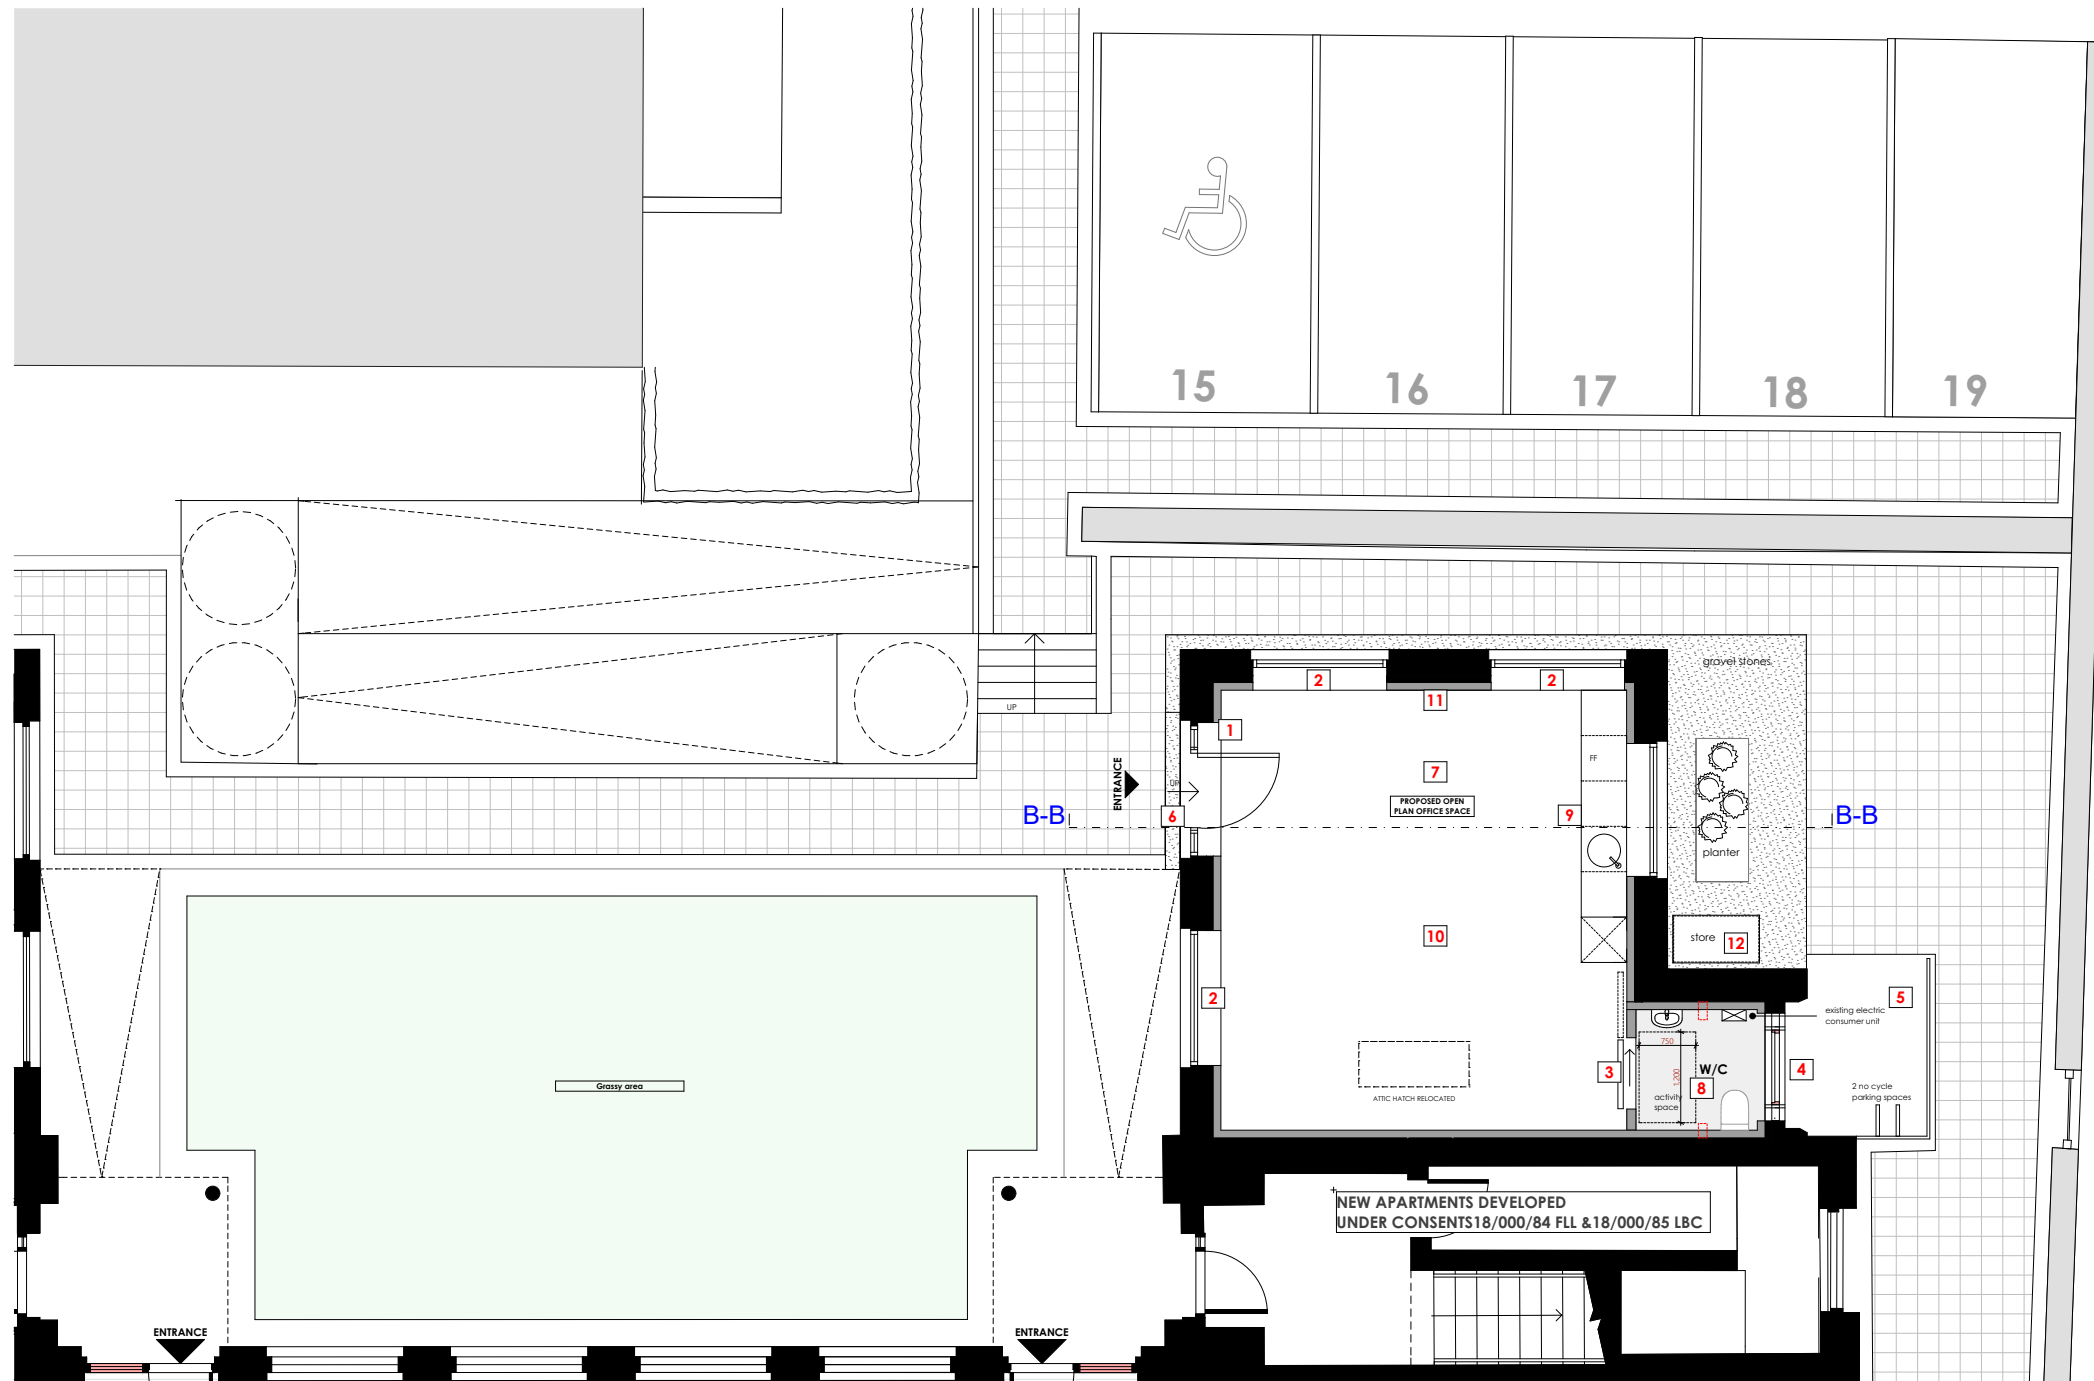 15
16
17
18
19
gravel stones
2
2
11
1
UP
FF
7
ENTRANCE
UP
PROPOSED OPEN
PLAN OFFICE SPACE
B-B
6
9
B-B
planter
10
store
12
2
5
existing electric
consumer unit
750
3
W/C
4
1,200
8
Grassy area
2 no cycle
parking spaces
activity
space
ATTIC HATCH RELOCATED
NEW APARTMENTS DEVELOPED
UNDER CONSENTS18/000/84 FLL &18/000/85 LBC
ENTRANCE
ENTRANCE